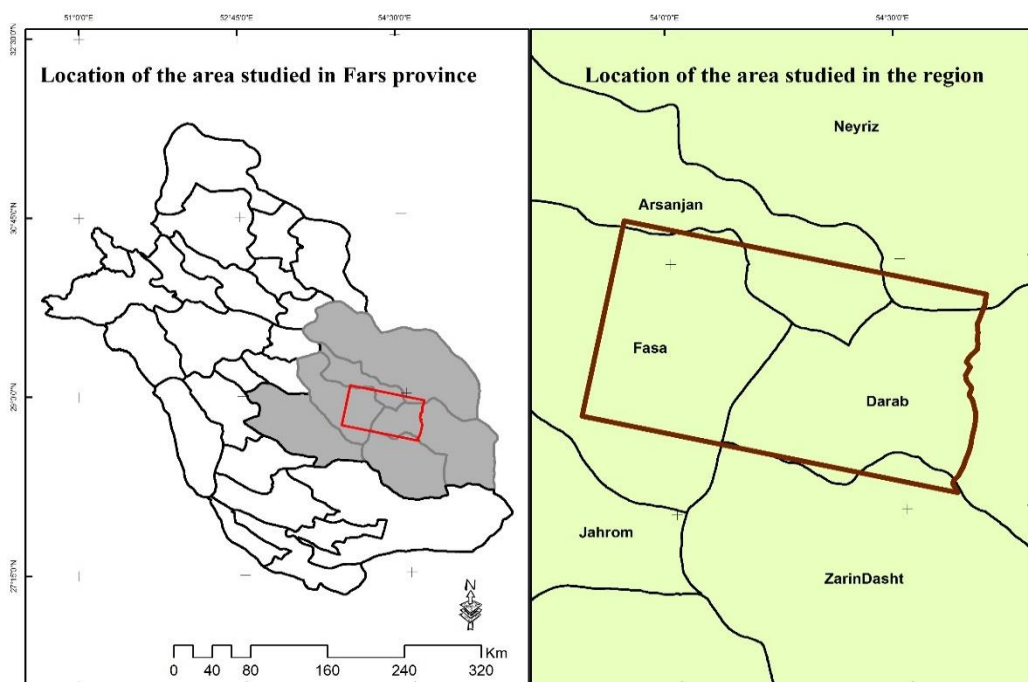 51°0'0"E 52°45'0"E 54°30'0"E
32°30'0"N
30°45'0"N
29°0'0"N
27°15'0"N
Location of the area studied in Fars province
N
Km
0 20 40 60 80 160 240 320
54°0'0"E 54°30'0"E
Location of the area studied in the region
Neyriz
Arsanjan
Fasa
Darab
Jahrom
ZarinDasht